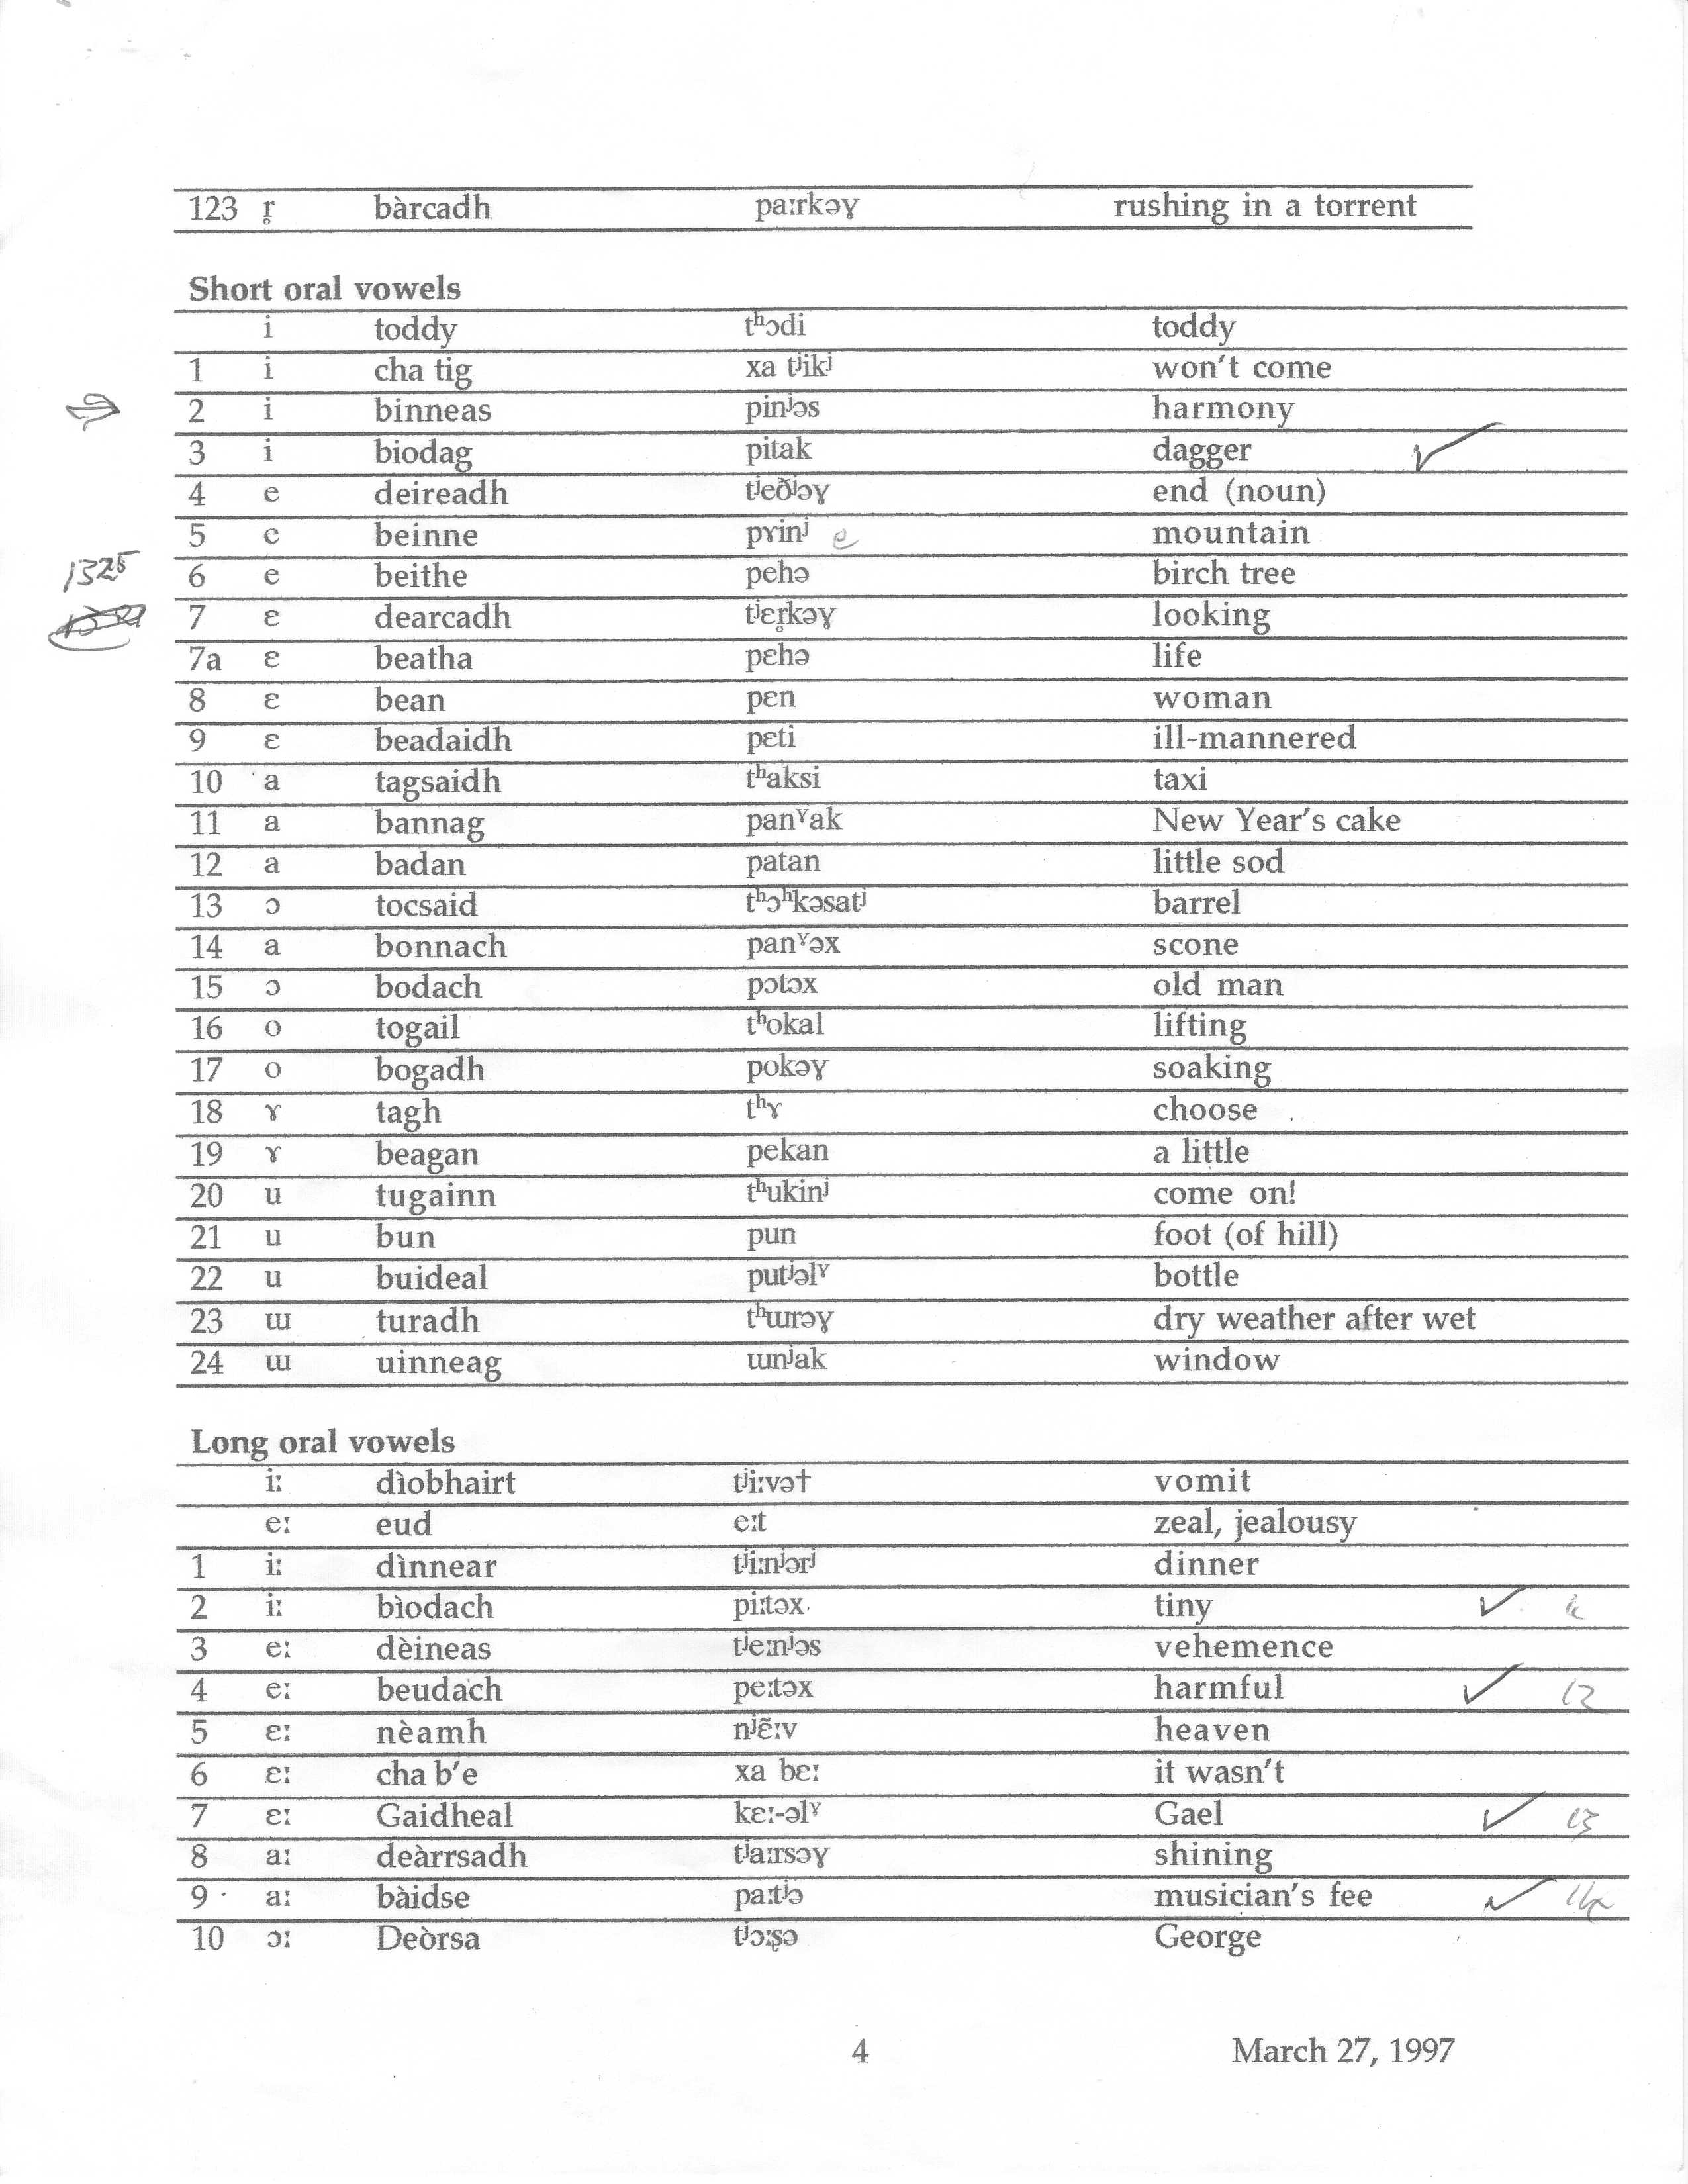 123 r̥ bàrcadh paːrkəɣ rushing in a torrent
Short oral vowels
i toddy tʰɔdi toddy
1 i cha tig xa tʲikʲ won't come
2 i binneas pinʲəs harmony
3 i biodag pitak dagger ✓
4 e deireadh tʲeðʲəɣ end (noun)
5 e beinne pɤinʲ e mountain
1325 6 e beithe pehə birch tree
7 ɛ dearcadh tʲɛr̥kəɣ looking
7a ɛ beatha pɛhə life
8 ɛ bean pɛn woman
9 ɛ beadaidh pɛti ill-mannered
10 a tagsaidh tʰaksi taxi
11 a bannag panˠak New Year's cake
12 a badan patan little sod
13 ɔ tocsaid tʰɔʰkəsatʲ barrel
14 a bonnach panˠəx scone
15 ɔ bodach pɔtəx old man
16 o togail tʰokal lifting
17 o bogadh pokəɣ soaking
18 ɤ tagh tʰɤ choose
19 ɤ beagan pekan a little
20 u tugainn tʰukinʲ come on!
21 u bun pun foot (of hill)
22 u buideal putʲəlˠ bottle
23 ɯ turadh tʰɯrəɣ dry weather after wet
24 ɯ uinneag ɯnʲak window
Long oral vowels
iː dìobhairt tʲiːvət vomit
eː eud eːt zeal, jealousy
1 iː dìnnear tʲiːnʲərʲ dinner
2 iː bìodach piːtəx tiny ✓
3 eː dèineas tʲeːnʲəs vehemence
4 eː beudach peːtəx harmful ✓ 12
5 ɛː nèamh nʲɛ̃ːv heaven
6 ɛː cha b'e xa bɛː it wasn't
7 ɛː Gaidheal kɛː-əlˠ Gael ✓ 13
8 aː deàrrsadh tʲaːrsəɣ shining
9 aː bàidse paːtʲə musician's fee ✓
10 ɔː Deòrsa tʲɔːʂə George
4 March 27, 1997